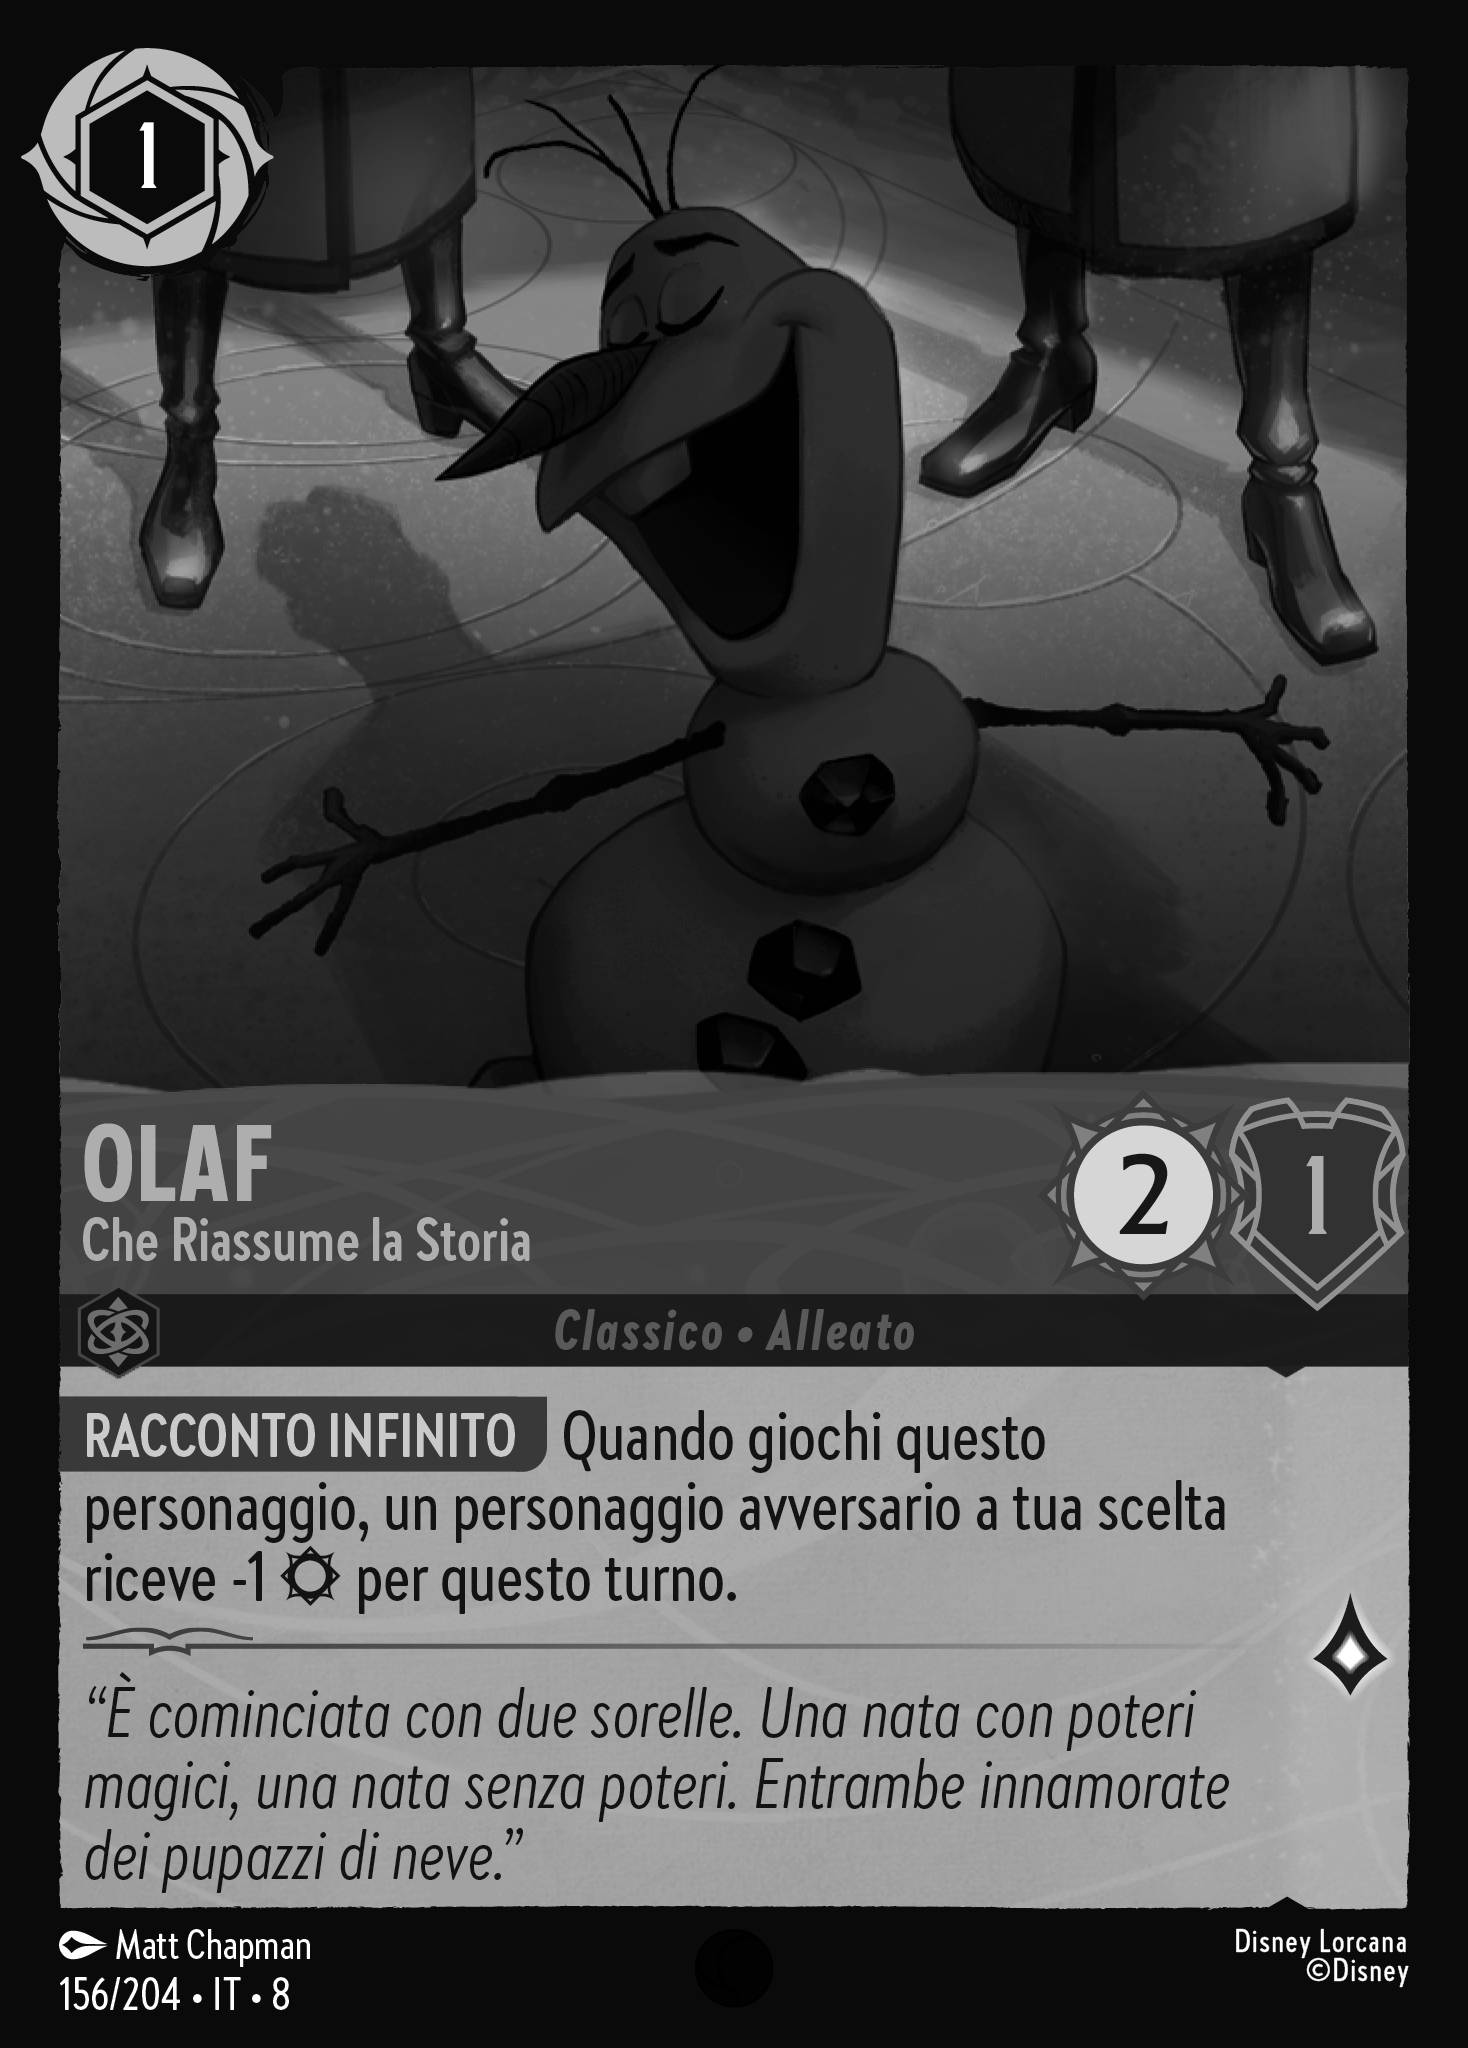 1
OLAF
Che Riassume la Storia
2
1
Classico • Alleato
RACCONTO INFINITO Quando giochi questo
personaggio, un personaggio avversario a tua scelta
riceve -1 per questo turno.
“È cominciata con due sorelle. Una nata con poteri
magici, una nata senza poteri. Entrambe innamorate
dei pupazzi di neve.”
Matt Chapman
156/204 • IT • 8
Disney Lorcana
©Disney